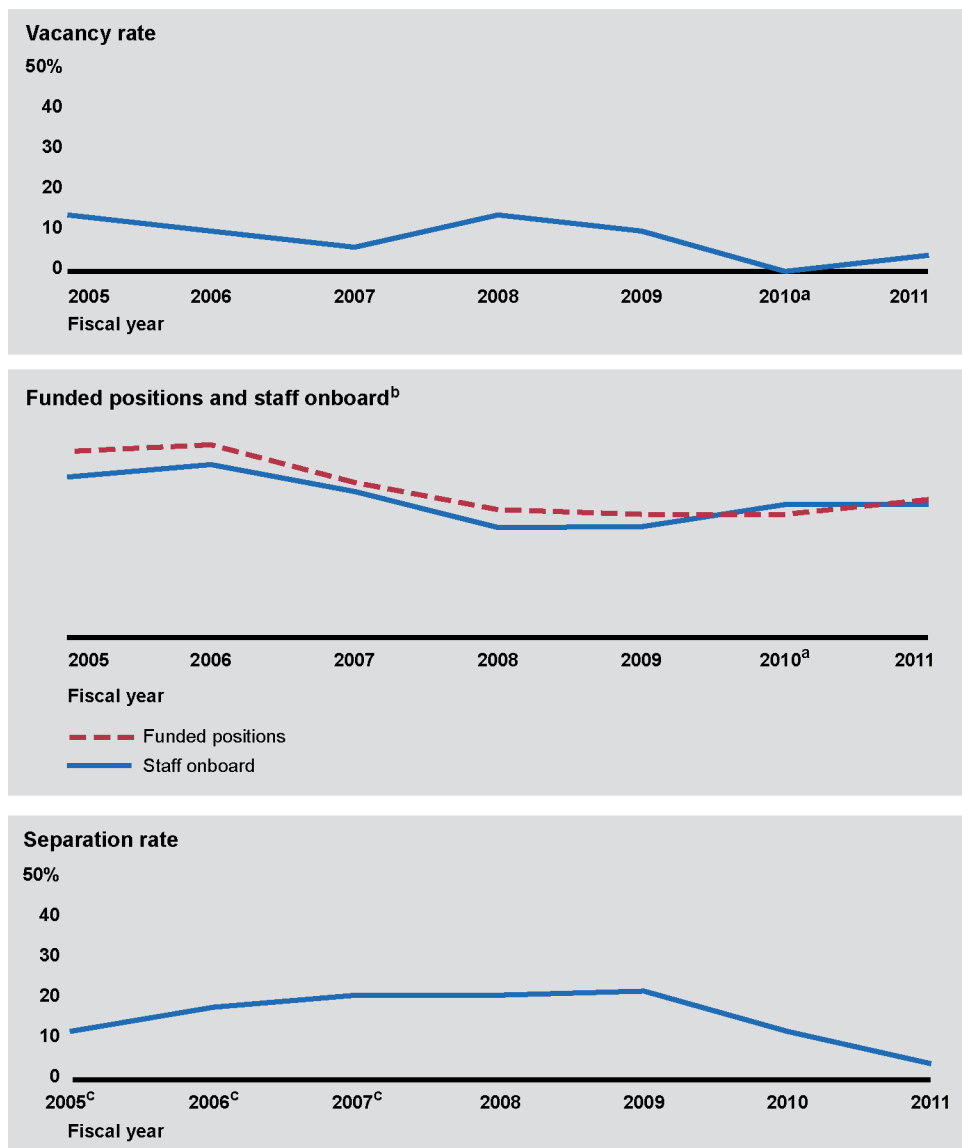 Vacancy rate
50%
40
30
20
10
0
2005 2006 2007 2008 2009 2010a 2011
Fiscal year
Funded positions and staff onboardb
2005 2006 2007 2008 2009 2010a 2011
Fiscal year
Funded positions
Staff onboard
Separation rate
50%
40
30
20
10
0
2005c 2006c 2007c 2008 2009 2010 2011
Fiscal year